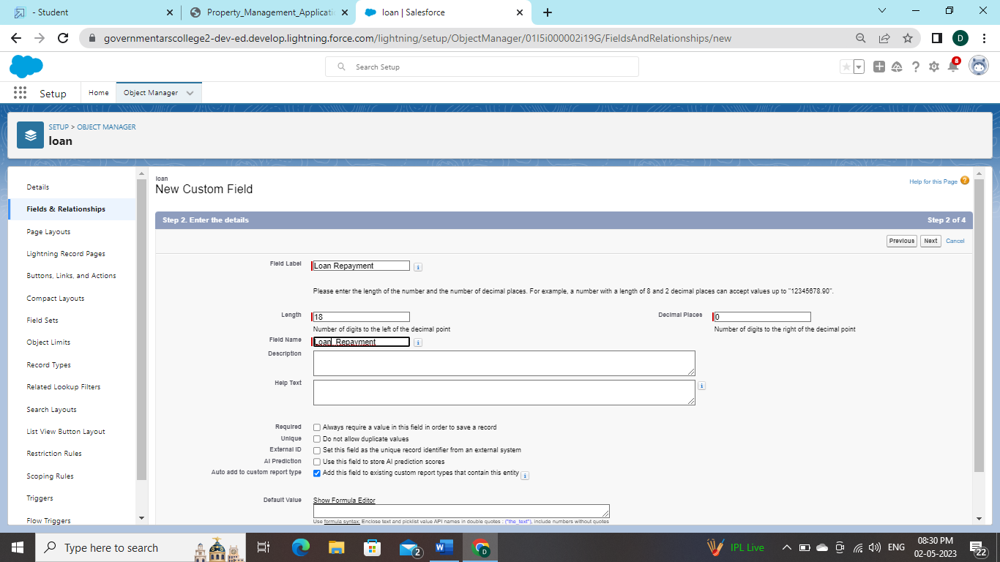 - Student
Property_Management_Applicati
loan | Salesforce
governmentarscollege2-dev-ed.develop.lightning.force.com/lightning/setup/ObjectManager/01I5i000002i19G/FieldsAndRelationships/new
D
Search Setup
8
Setup
Home
Object Manager
SETUP > OBJECT MANAGER
loan
Details
Fields & Relationships
Page Layouts
Lightning Record Pages
Buttons, Links, and Actions
Compact Layouts
Field Sets
Object Limits
Record Types
Related Lookup Filters
Search Layouts
List View Button Layout
Restriction Rules
Scoping Rules
Triggers
Flow Triggers
loan
New Custom Field
Help for this Page
Step 2. Enter the details
Step 2 of 4
Previous
Next
Cancel
Field Label
Loan Repayment
Please enter the length of the number and the number of decimal places. For example, a number with a length of 8 and 2 decimal places can accept values up to "12345678.90".
Length
18
Decimal Places
0
Number of digits to the left of the decimal point
Number of digits to the right of the decimal point
Field Name
Loan_Repayment
Description
Help Text
Required
Always require a value in this field in order to save a record
Unique
Do not allow duplicate values
External ID
Set this field as the unique record identifier from an external system
AI Prediction
Use this field to store AI prediction scores
Auto add to custom report type
Add this field to existing custom report types that contain this entity
Default Value
Show Formula Editor
Use formula syntax: Enclose text and picklist value API names in double quotes : ("the_text"), include numbers without quotes
Type here to search
2
W
D
IPL Live
ENG
08:30 PM
02-05-2023
22